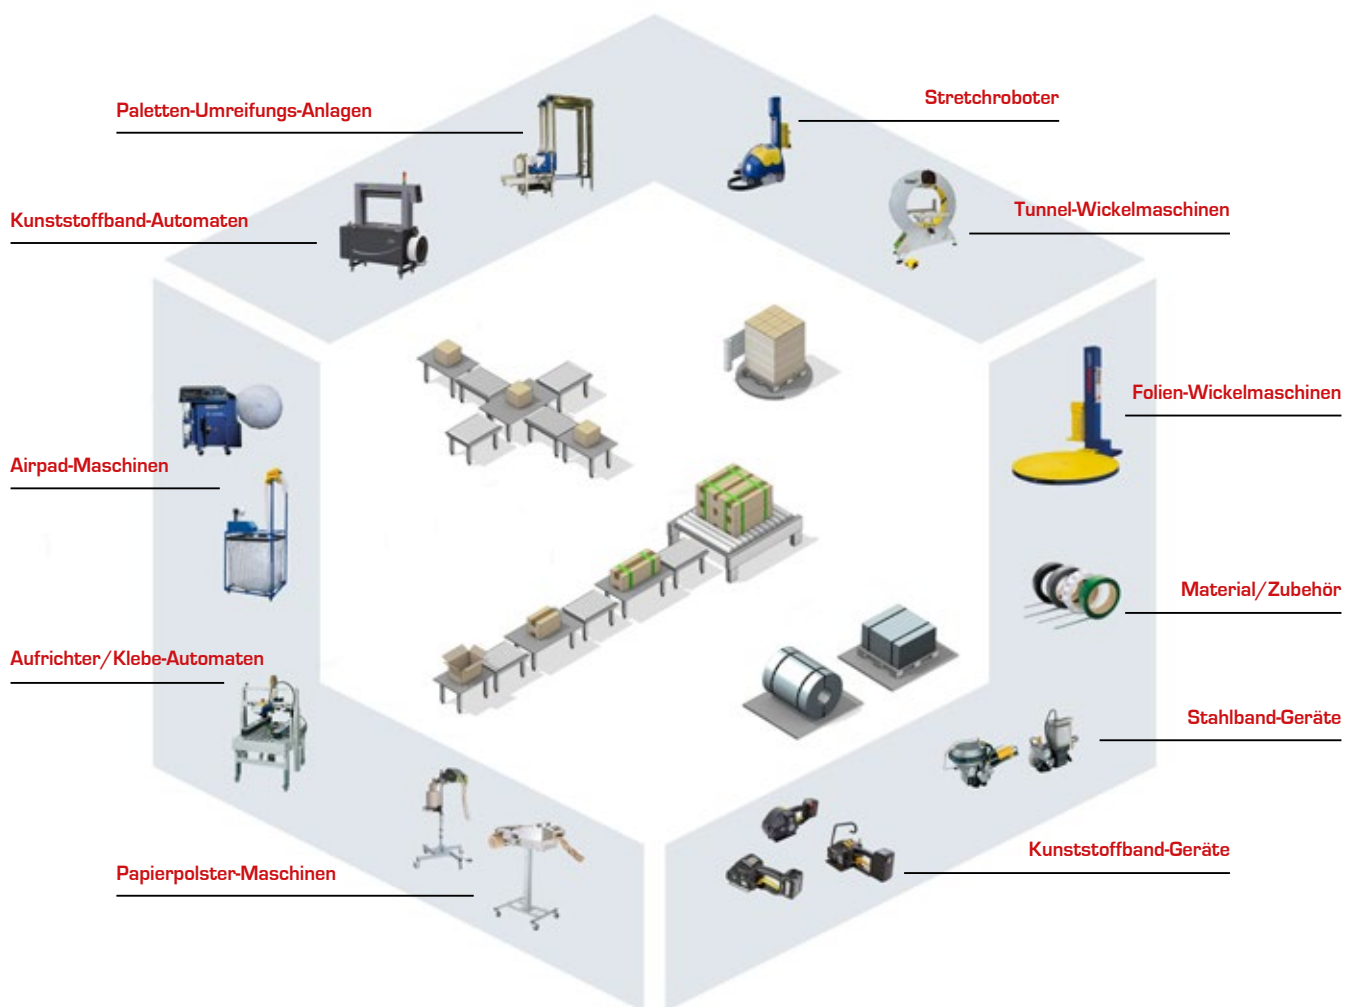 Paletten-Umreifungs-Anlagen
Stretchroboter
Kunststoffband-Automaten
Tunnel-Wickelmaschinen
Folien-Wickelmaschinen
Airpad-Maschinen
Material/Zubehör
Aufrichter/Klebe-Automaten
Stahlband-Geräte
Kunststoffband-Geräte
Papierpolster-Maschinen